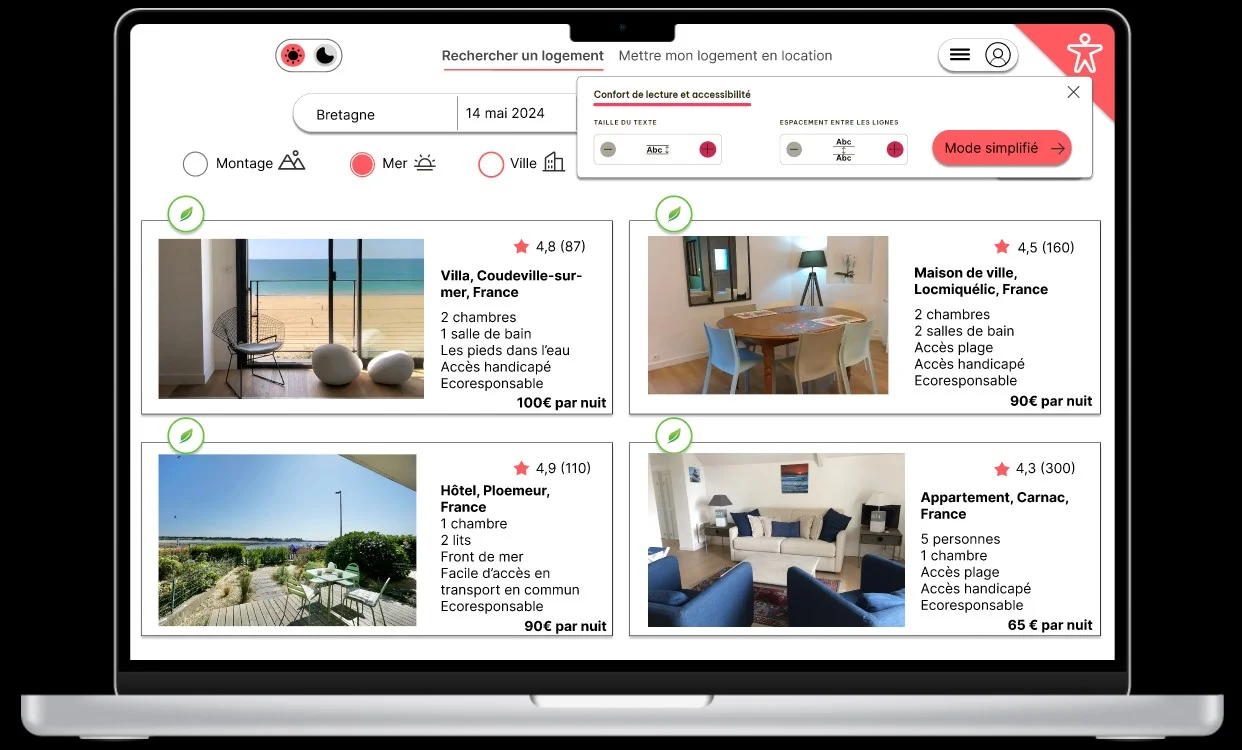 Rechercher un logement
Mettre mon logement en location
Confort de lecture et accessibilité
TAILLE DU TEXTE
Abc
ESPACEMENT ENTRE LES LIGNES
Abc
Abc
Mode simplifié
Bretagne
14 mai 2024
Montage
Mer
Ville
4,8 (87)
Villa, Coudeville-sur-
mer, France
2 chambres
1 salle de bain
Les pieds dans l’eau
Accès handicapé
Ecoresponsable
100€ par nuit
4,5 (160)
Maison de ville,
Locmiquélic, France
2 chambres
2 salles de bain
Accès plage
Accès handicapé
Ecoresponsable
90€ par nuit
4,9 (110)
Hôtel, Ploemeur,
France
1 chambre
2 lits
Front de mer
Facile d’accès en
transport en commun
Ecoresponsable
90€ par nuit
4,3 (300)
Appartement, Carnac,
France
5 personnes
1 chambre
Accès plage
Accès handicapé
Ecoresponsable
65 € par nuit